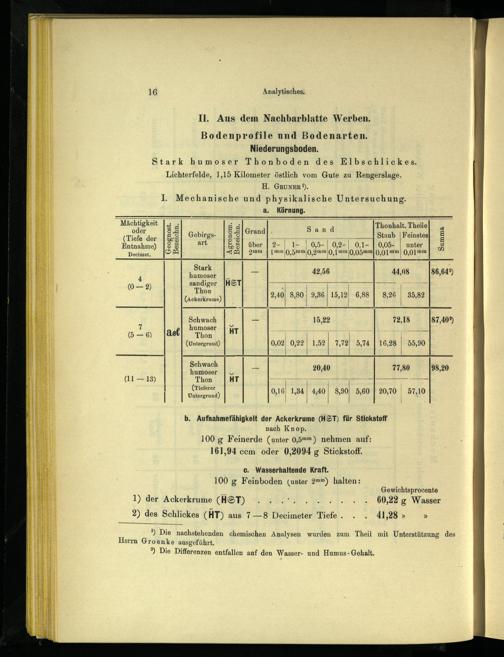 16 Analytisches.
II. Aus dem Nachbarblatte Werben.
Bodenprofile und Bodenarten.
Niederungsboden.
Stark humoser Thonboden des Elbschlickes.
Lichterfelde, 1,15 Kilometer östlich vom Gute zu Rengerslage.
H. GRUNER¹).
I. Mechanische und physikalische Untersuchung.
a. Körnung.
Mächtigkeit oder (Tiefe der Entnahme) Decimet. | Geognost. Bezeichn. | Gebirgs-art | Agronom. Bezeichn. | Grand über 2mm | Sand | Thonhalt. Theile | Summa
2–1mm | 1–0,5mm | 0,5–0,2mm | 0,2–0,1mm | 0,1–0,05mm | Staub 0,05–0,01mm | Feinstes unter 0,01mm
4 (0–2) | Stark humoser sandiger Thon (Ackerkrume) | H̆ⓈT | — | 42,56 | 44,08 | 86,64²)
2,40 | 8,80 | 9,36 | 15,12 | 6,88 | 8,26 | 35,82
7 (5–6) | asl | Schwach humoser Thon (Untergrund) | H̆T | — | 15,22 | 72,18 | 87,40²)
0,02 | 0,22 | 1,52 | 7,72 | 5,74 | 16,28 | 55,90
(11–13) | Schwach humoser Thon (Tieferer Untergrund) | H̆T | — | 20,40 | 77,80 | 98,20
0,16 | 1,34 | 4,40 | 8,90 | 5,60 | 20,70 | 57,10
b. Aufnahmefähigkeit der Ackerkrume (H̄ⓈT) für Stickstoff
nach Knop.
100 g Feinerde (unter 0,5mm) nehmen auf:
161,94 ccm oder 0,2094 g Stickstoff.
c. Wasserhaltende Kraft.
100 g Feinboden (unter 2mm) halten:
Gewichtsprocente
1) der Ackerkrume (H̄ⓈT) . . . . . . . . . 60,22 g Wasser
2) des Schlickes (H̆T) aus 7–8 Decimeter Tiefe . . . 41,28 » »
¹) Die nachstehenden chemischen Analysen wurden zum Theil mit Unterstützung des
Herrn Groenke ausgeführt.
²) Die Differenzen entfallen auf den Wasser- und Humus-Gehalt.